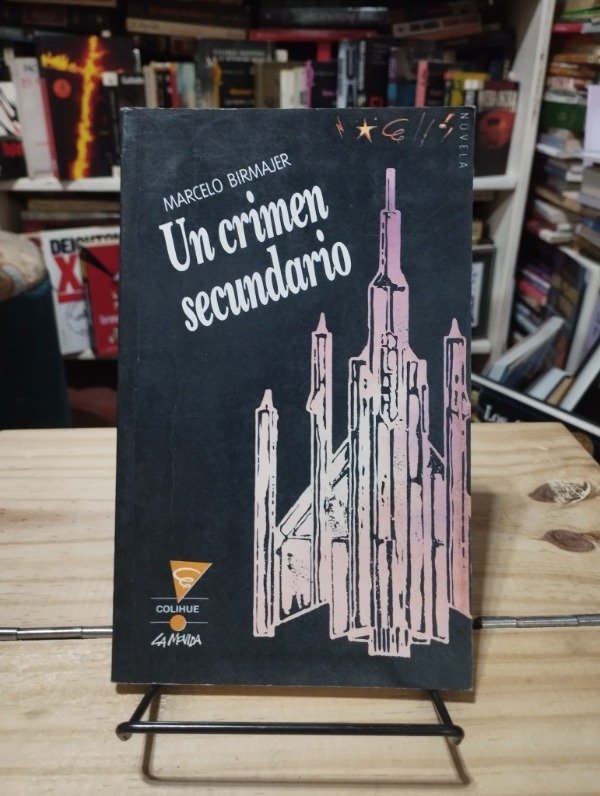 NOVELA
MARCELO BIRMAJER
Un crimen
secundario
COLIHUE
LA MOVIDA